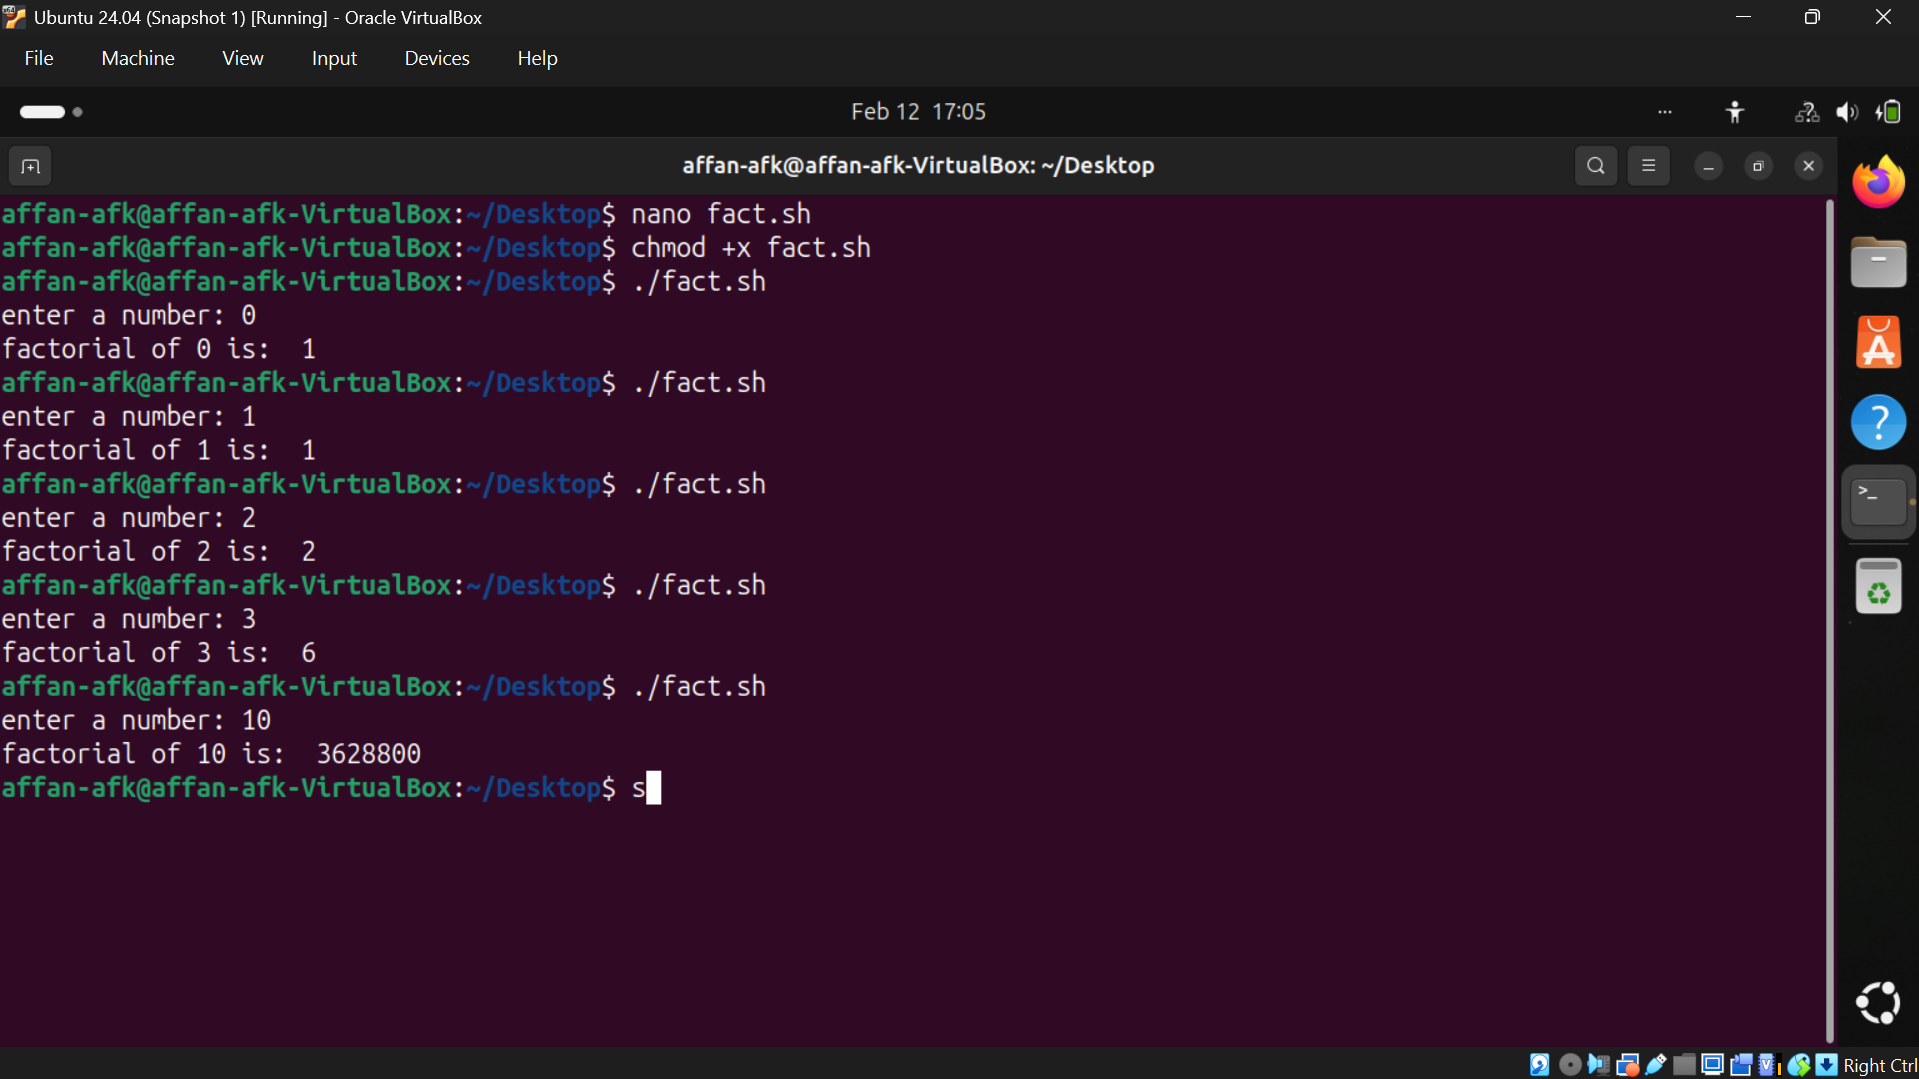 Ubuntu 24.04 (Snapshot 1) [Running] - Oracle VirtualBox
File Machine View Input Devices Help
Feb 12 17:05
affan-afk@affan-afk-VirtualBox: ~/Desktop
affan-afk@affan-afk-VirtualBox:~/Desktop$ nano fact.sh
affan-afk@affan-afk-VirtualBox:~/Desktop$ chmod +x fact.sh
affan-afk@affan-afk-VirtualBox:~/Desktop$ ./fact.sh
enter a number: 0
factorial of 0 is:  1
affan-afk@affan-afk-VirtualBox:~/Desktop$ ./fact.sh
enter a number: 1
factorial of 1 is:  1
affan-afk@affan-afk-VirtualBox:~/Desktop$ ./fact.sh
enter a number: 2
factorial of 2 is:  2
affan-afk@affan-afk-VirtualBox:~/Desktop$ ./fact.sh
enter a number: 3
factorial of 3 is:  6
affan-afk@affan-afk-VirtualBox:~/Desktop$ ./fact.sh
enter a number: 10
factorial of 10 is:  3628800
affan-afk@affan-afk-VirtualBox:~/Desktop$ s
Right Ctrl